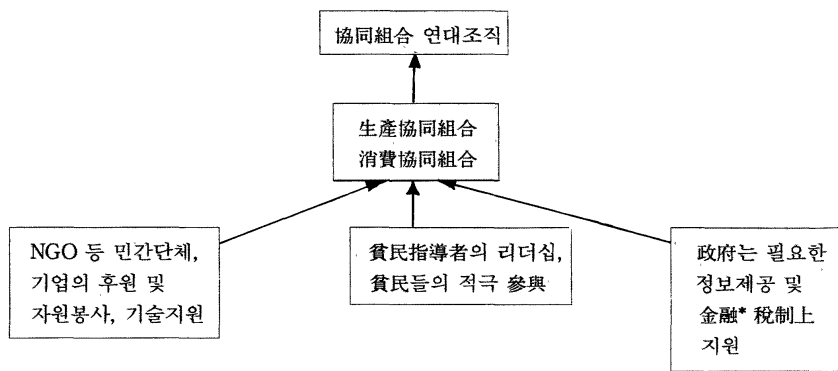 協同組合 연대조직
生產協同組合
消費協同組合
NGO 등 민간단체,
기업의 후원 및
자원봉사, 기술지원
貧民指導者의 리더십,
貧民들의 적극 參與
政府는 필요한
정보제공 및
金融* 稅制上
지원